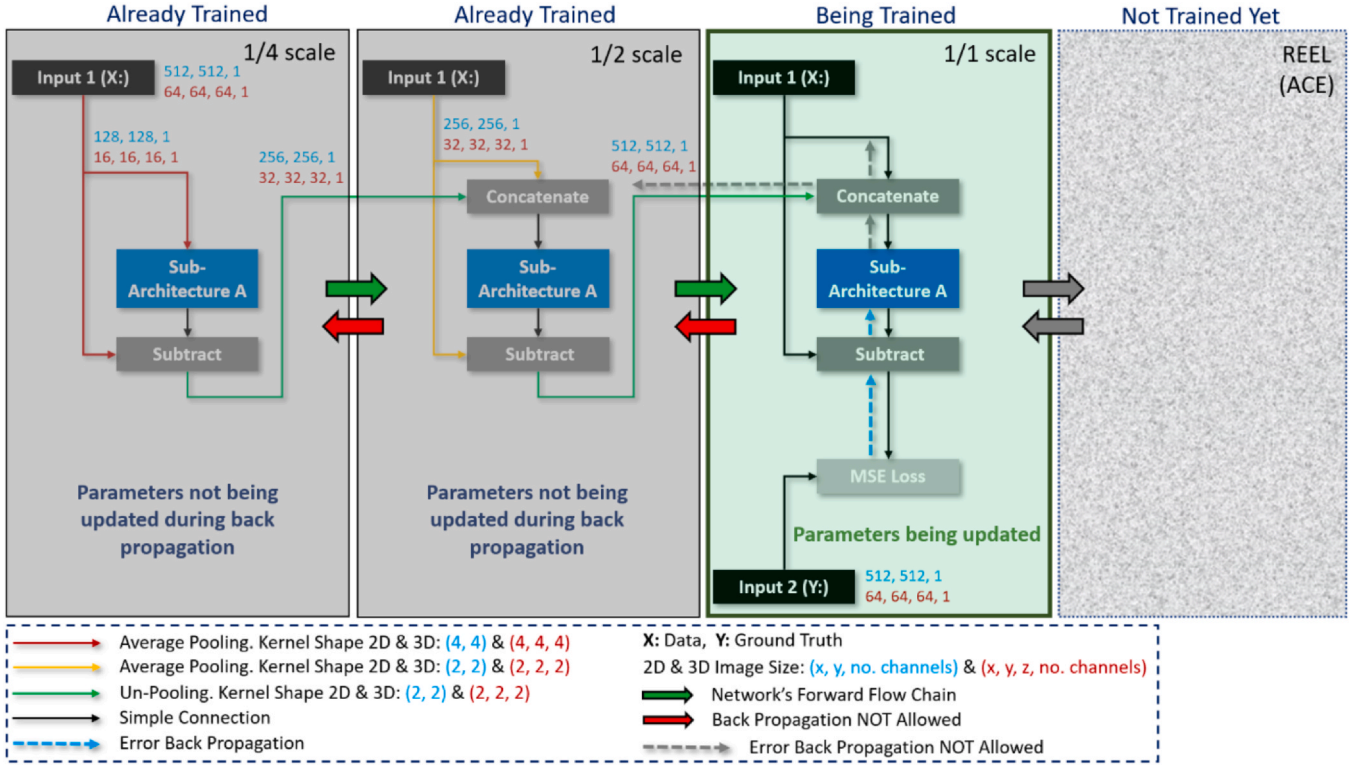 Already Trained
Already Trained
Being Trained
Not Trained Yet
1/4 scale
Input 1 (X:)
512, 512, 1
64, 64, 64, 1
128, 128, 1
16, 16, 16, 1
256, 256, 1
32, 32, 32, 1
Sub-
Architecture A
Subtract
Parameters not being
updated during back
propagation
1/2 scale
Input 1 (X:)
256, 256, 1
32, 32, 32, 1
512, 512, 1
64, 64, 64, 1
Concatenate
Sub-
Architecture A
Subtract
Parameters not being
updated during back
propagation
1/1 scale
Input 1 (X:)
Concatenate
Sub-
Architecture A
Subtract
MSE Loss
Parameters being updated
Input 2 (Y:)
512, 512, 1
64, 64, 64, 1
REEL
(ACE)
Average Pooling. Kernel Shape 2D & 3D: (4, 4) & (4, 4, 4)
Average Pooling. Kernel Shape 2D & 3D: (2, 2) & (2, 2, 2)
Un-Pooling. Kernel Shape 2D & 3D: (2, 2) & (2, 2, 2)
Simple Connection
Error Back Propagation
X: Data, Y: Ground Truth
2D & 3D Image Size: (x, y, no. channels) & (x, y, z, no. channels)
Network's Forward Flow Chain
Back Propagation NOT Allowed
Error Back Propagation NOT Allowed